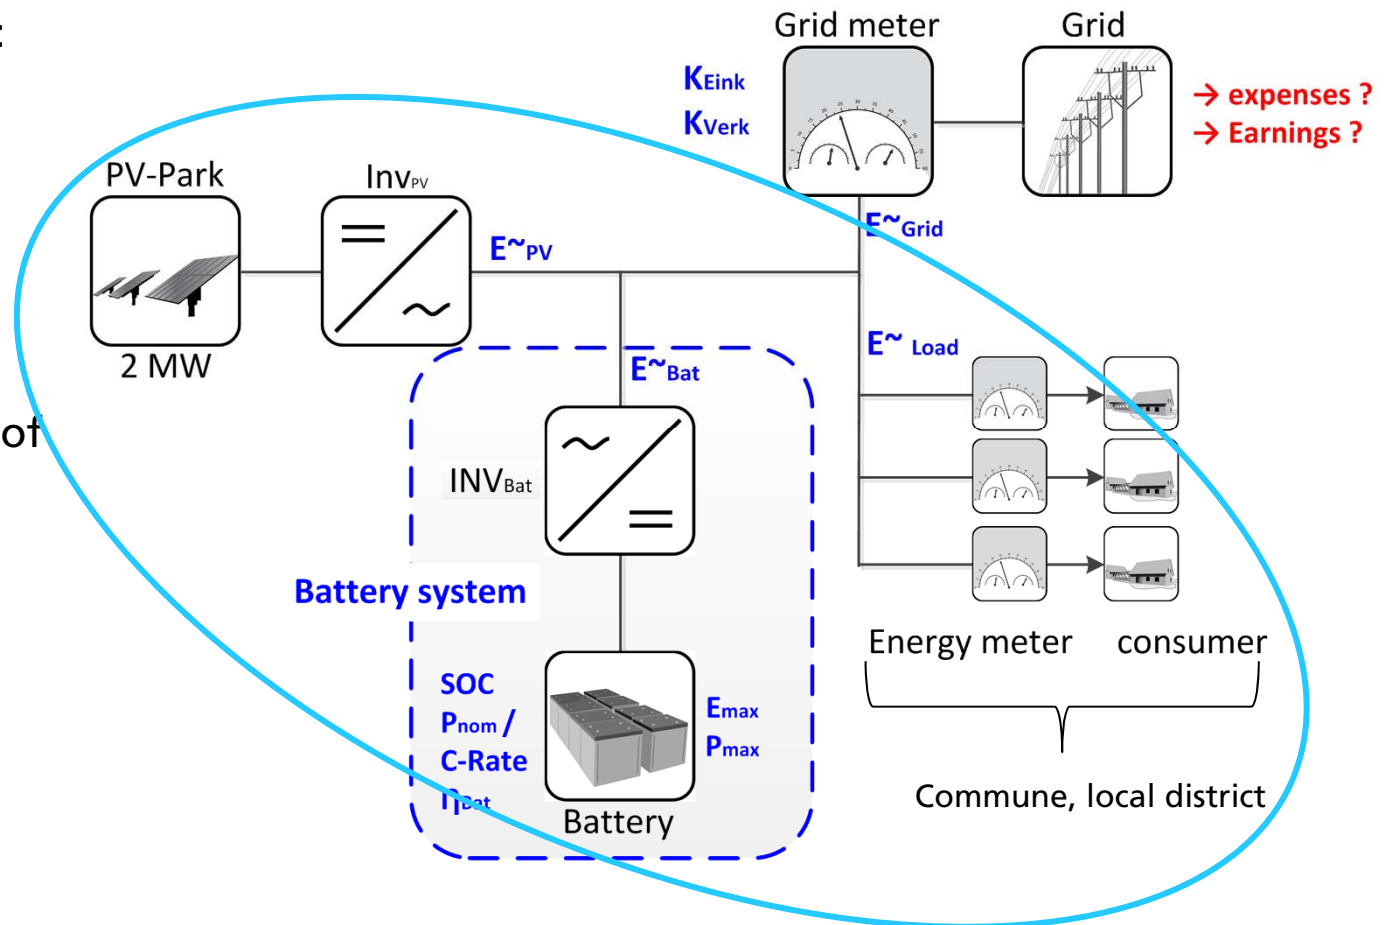 :
of
Grid meter
Grid
KEink
KVerk
→ expenses ?
→ Earnings ?
PV-Park
InvPV
2 MW
E~PV
E~Grid
E~ Load
E~Bat
INVBat
Battery system
SOC
Pnom /
C-Rate
ηBat
Emax
Pmax
Battery
Energy meter
consumer
Commune, local district